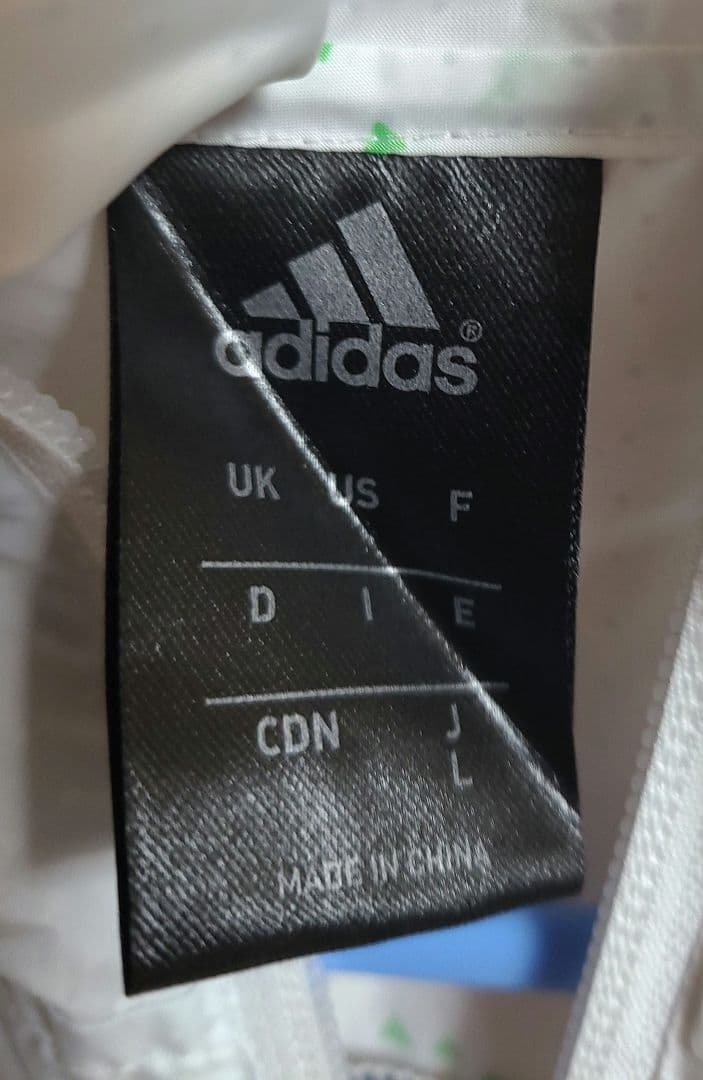 adidas®
UK US F
D I E
CDN J
L
MADE IN CHINA